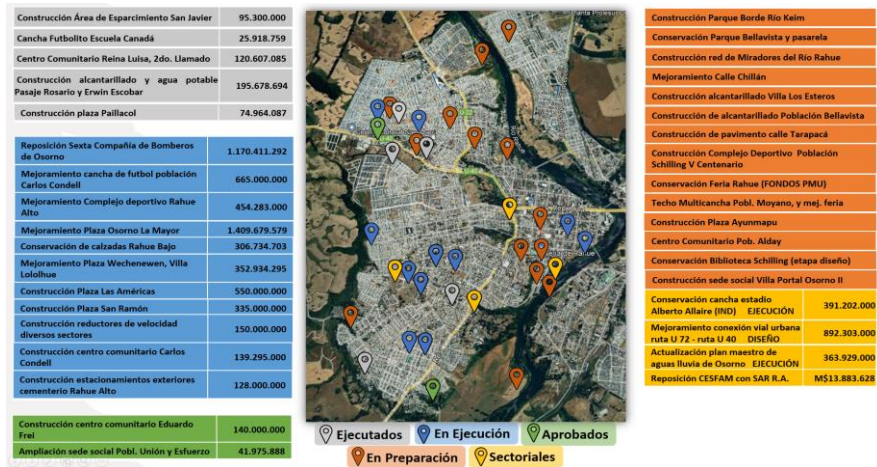 Construcción Área de Esparcimiento San Javier 95.300.000
Cancha Futbolito Escuela Canadá 25.918.759
Centro Comunitario Reina Luisa, 2do. Llamado 120.607.085
Construcción alcantarillado y agua potable
Pasaje Rosario y Erwin Escobar 195.678.694
Construcción plaza Paillacol 74.964.087
Reposición Sexta Compañía de Bomberos
de Osorno 1.170.411.292
Mejoramiento cancha de futbol población
Carlos Condell 665.000.000
Mejoramiento Complejo deportivo Rahue
Alto 454.283.000
Mejoramiento Plaza Osorno La Mayor 1.409.679.579
Conservación de calzadas Rahue Bajo 306.734.703
Mejoramiento Plaza Wechenewen, Villa
Lololhue 352.934.295
Construcción Plaza Las Américas 550.000.000
Construcción Plaza San Ramón 335.000.000
Construcción reductores de velocidad
diversos sectores 150.000.000
Construcción centro comunitario Carlos
Condell 139.295.000
Construcción estacionamientos exteriores
cementerio Rahue Alto 128.000.000
Construcción centro comunitario Eduardo
Frei 140.000.000
Ampliación sede social Pobl. Unión y Esfuerzo 41.975.888
Ejecutados
En Ejecución
Aprobados
En Preparación
Sectoriales
Construcción Parque Borde Río Keim
Conservación Parque Bellavista y pasarela
Construcción red de Miradores del Río Rahue
Mejoramiento Calle Chillán
Construcción alcantarillado Villa Los Esteros
Construcción de alcantarillado Población Bellavista
Construcción de pavimento calle Tarapacá
Construcción Complejo Deportivo Población
Schilling V Centenario
Conservación Feria Rahue (FONDOS PMU)
Techo Multicancha Pobl. Moyano, y mej. feria
Construcción Plaza Ayunmapu
Centro Comunitario Pob. Alday
Conservación Biblioteca Schilling (etapa diseño)
Construcción sede social Villa Portal Osorno II
Conservación cancha estadio
Alberto Allaire (IND) EJECUCIÓN 391.202.000
Mejoramiento conexión vial urbana
ruta U 72 - ruta U 40 DISEÑO 892.303.000
Actualización plan maestro de
aguas lluvia de Osorno EJECUCIÓN 363.929.000
Reposición CESFAM con SAR R.A. M$13.883.628